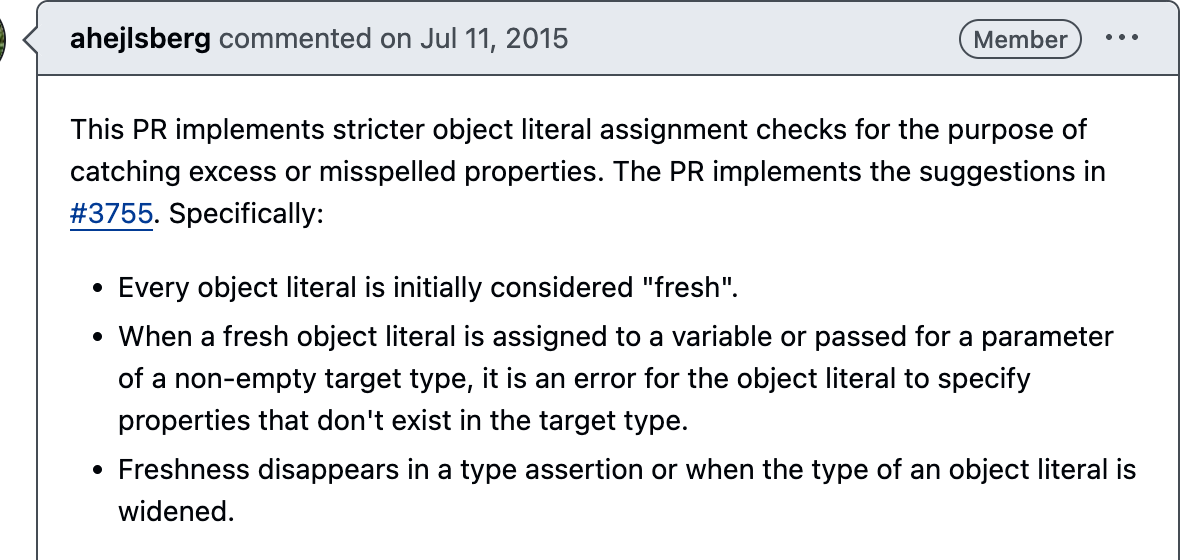 ahejlsberg commented on Jul 11, 2015 Member ...
This PR implements stricter object literal assignment checks for the purpose of
catching excess or misspelled properties. The PR implements the suggestions in
#3755. Specifically:
• Every object literal is initially considered "fresh".
• When a fresh object literal is assigned to a variable or passed for a parameter
of a non-empty target type, it is an error for the object literal to specify
properties that don't exist in the target type.
• Freshness disappears in a type assertion or when the type of an object literal is
widened.